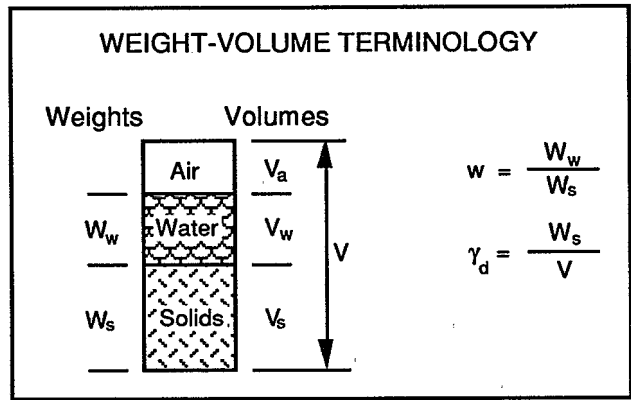 WEIGHT-VOLUME TERMINOLOGY
Weights Volumes
Air Va
Ww Water Vw V
Ws Solids Vs
w = Ww / Ws
γd = Ws / V